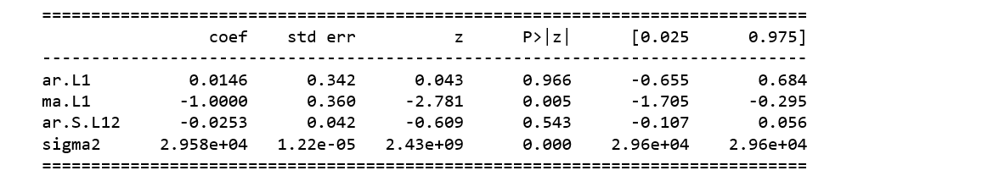 ==============================================================================
                 coef    std err          z      P>|z|      [0.025      0.975]
------------------------------------------------------------------------------
ar.L1          0.0146      0.342      0.043      0.966      -0.655       0.684
ma.L1         -1.0000      0.360     -2.781      0.005      -1.705      -0.295
ar.S.L12      -0.0253      0.042     -0.609      0.543      -0.107       0.056
sigma2      2.958e+04   1.22e-05   2.43e+09      0.000    2.96e+04    2.96e+04
==============================================================================